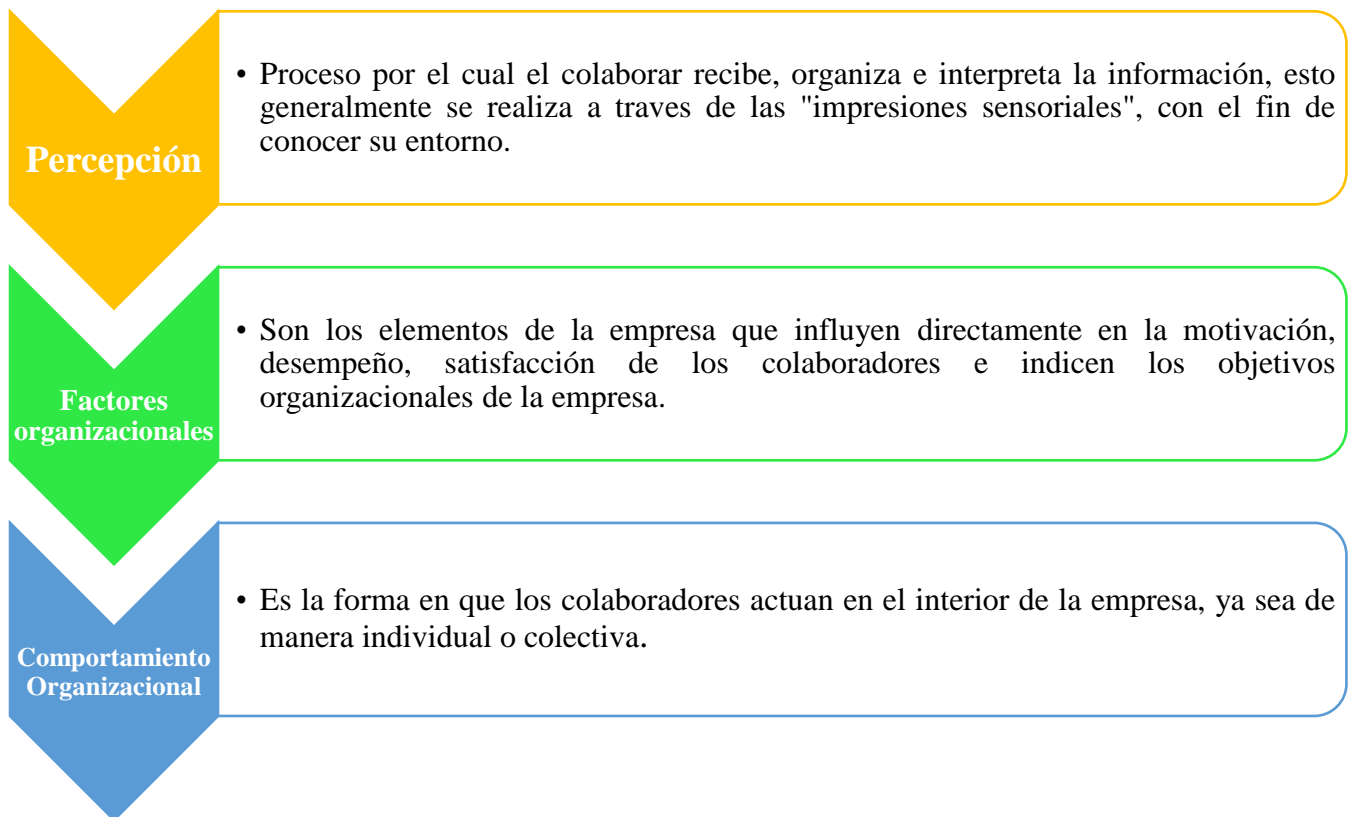 Percepción
• Proceso por el cual el colaborar recibe, organiza e interpreta la información, esto
generalmente se realiza a traves de las "impresiones sensoriales", con el fin de
conocer su entorno.
Factores
organizacionales
• Son los elementos de la empresa que influyen directamente en la motivación,
desempeño, satisfacción de los colaboradores e indicen los objetivos
organizacionales de la empresa.
Comportamiento
Organizacional
• Es la forma en que los colaboradores actuan en el interior de la empresa, ya sea de
manera individual o colectiva.